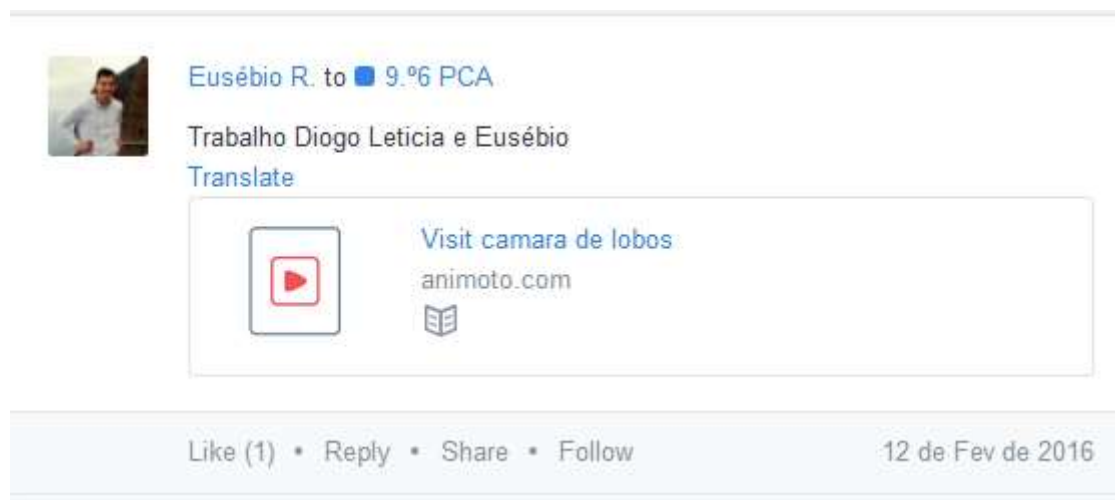 Eusébio R. to 9.º6 PCA
Trabalho Diogo Leticia e Eusébio
Translate
Visit camara de lobos
animoto.com
Like (1) • Reply • Share • Follow 12 de Fev de 2016